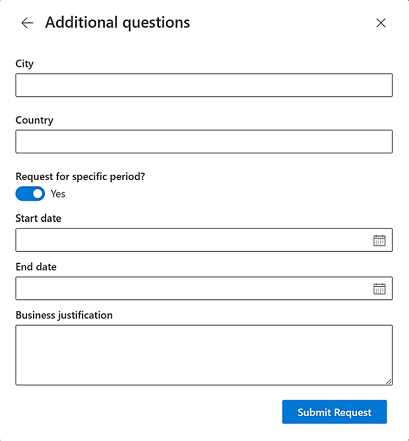 Additional questions
City
Country
Request for specific period?
Yes
Start date
End date
Business justification
Submit Request